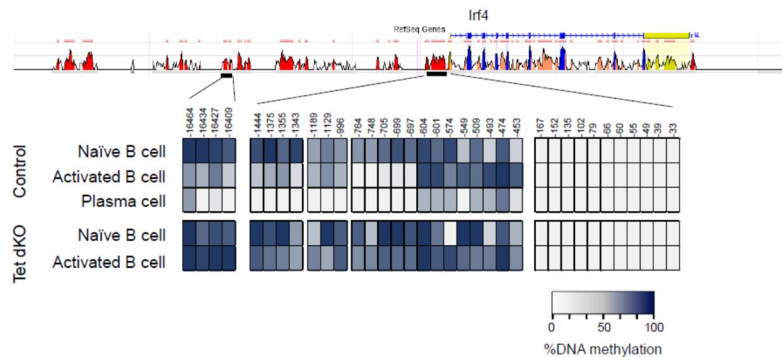 Irf4
RefSeq Genes
-16464 -16434 -16427 -16409 -1444 -1375 -1355 -1343 -1189 -1129 -996 -764 -748 -705 -699 -697 -604 -601 -574 -549 -509 -493 -474 -453 -167 -152 -135 -102 -79 -66 -60 -55 -49 -39 -33
Control
Naïve B cell
Activated B cell
Plasma cell
Tet dKO
Naïve B cell
Activated B cell
0 50 100
%DNA methylation